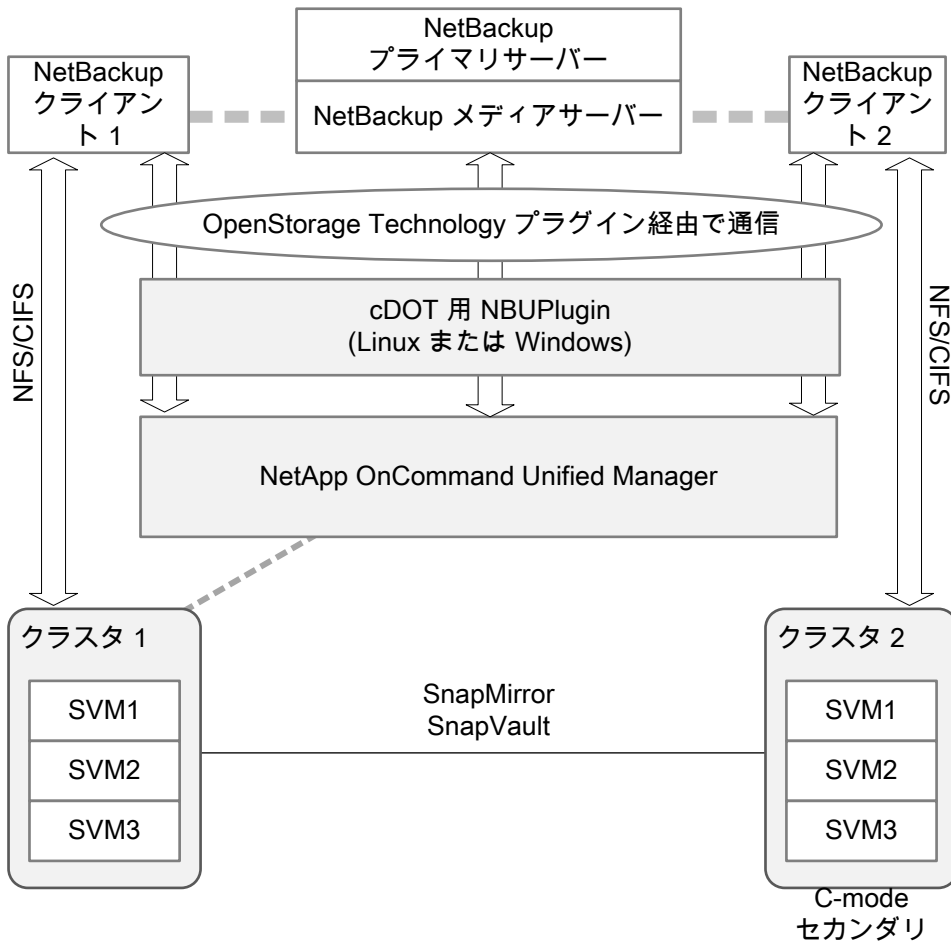 NetBackup
プライマリサーバー
NetBackup メディアサーバー
NetBackup
クライアン
ト 1
NetBackup
クライアン
ト 2
OpenStorage Technology プラグイン経由で通信
cDOT 用 NBUPlugin
(Linux または Windows)
NFS/CIFS
NFS/CIFS
NetApp OnCommand Unified Manager
クラスタ 1
SVM1
SVM2
SVM3
SnapMirror
SnapVault
クラスタ 2
SVM1
SVM2
SVM3
C-mode
セカンダリ